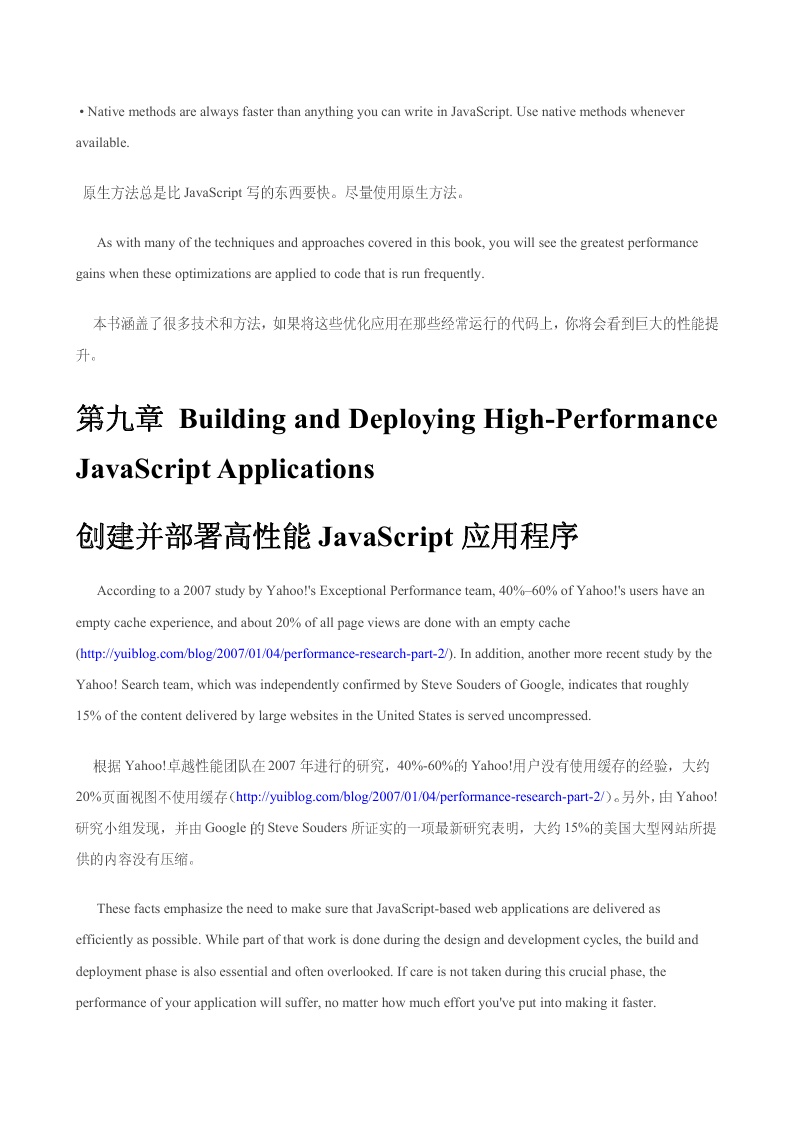 • Native methods are always faster than anything you can write in JavaScript. Use native methods whenever
available.
原生方法总是比 JavaScript 写的东西要快。尽量使用原生方法。
As with many of the techniques and approaches covered in this book, you will see the greatest performance
gains when these optimizations are applied to code that is run frequently.
本书涵盖了很多技术和方法，如果将这些优化应用在那些经常运行的代码上，你将会看到巨大的性能提
升。
第九章 Building and Deploying High-Performance
JavaScript Applications
创建并部署高性能 JavaScript 应用程序
According to a 2007 study by Yahoo!'s Exceptional Performance team, 40%–60% of Yahoo!'s users have an
empty cache experience, and about 20% of all page views are done with an empty cache
(http://yuiblog.com/blog/2007/01/04/performance-research-part-2/). In addition, another more recent study by the
Yahoo! Search team, which was independently confirmed by Steve Souders of Google, indicates that roughly
15% of the content delivered by large websites in the United States is served uncompressed.
根据 Yahoo!卓越性能团队在 2007 年进行的研究，40%-60%的 Yahoo!用户没有使用缓存的经验，大约
20%页面视图不使用缓存（http://yuiblog.com/blog/2007/01/04/performance-research-part-2/）。另外，由 Yahoo!
研究小组发现，并由 Google 的 Steve Souders 所证实的一项最新研究表明，大约 15%的美国大型网站所提
供的内容没有压缩。
These facts emphasize the need to make sure that JavaScript-based web applications are delivered as
efficiently as possible. While part of that work is done during the design and development cycles, the build and
deployment phase is also essential and often overlooked. If care is not taken during this crucial phase, the
performance of your application will suffer, no matter how much effort you've put into making it faster.